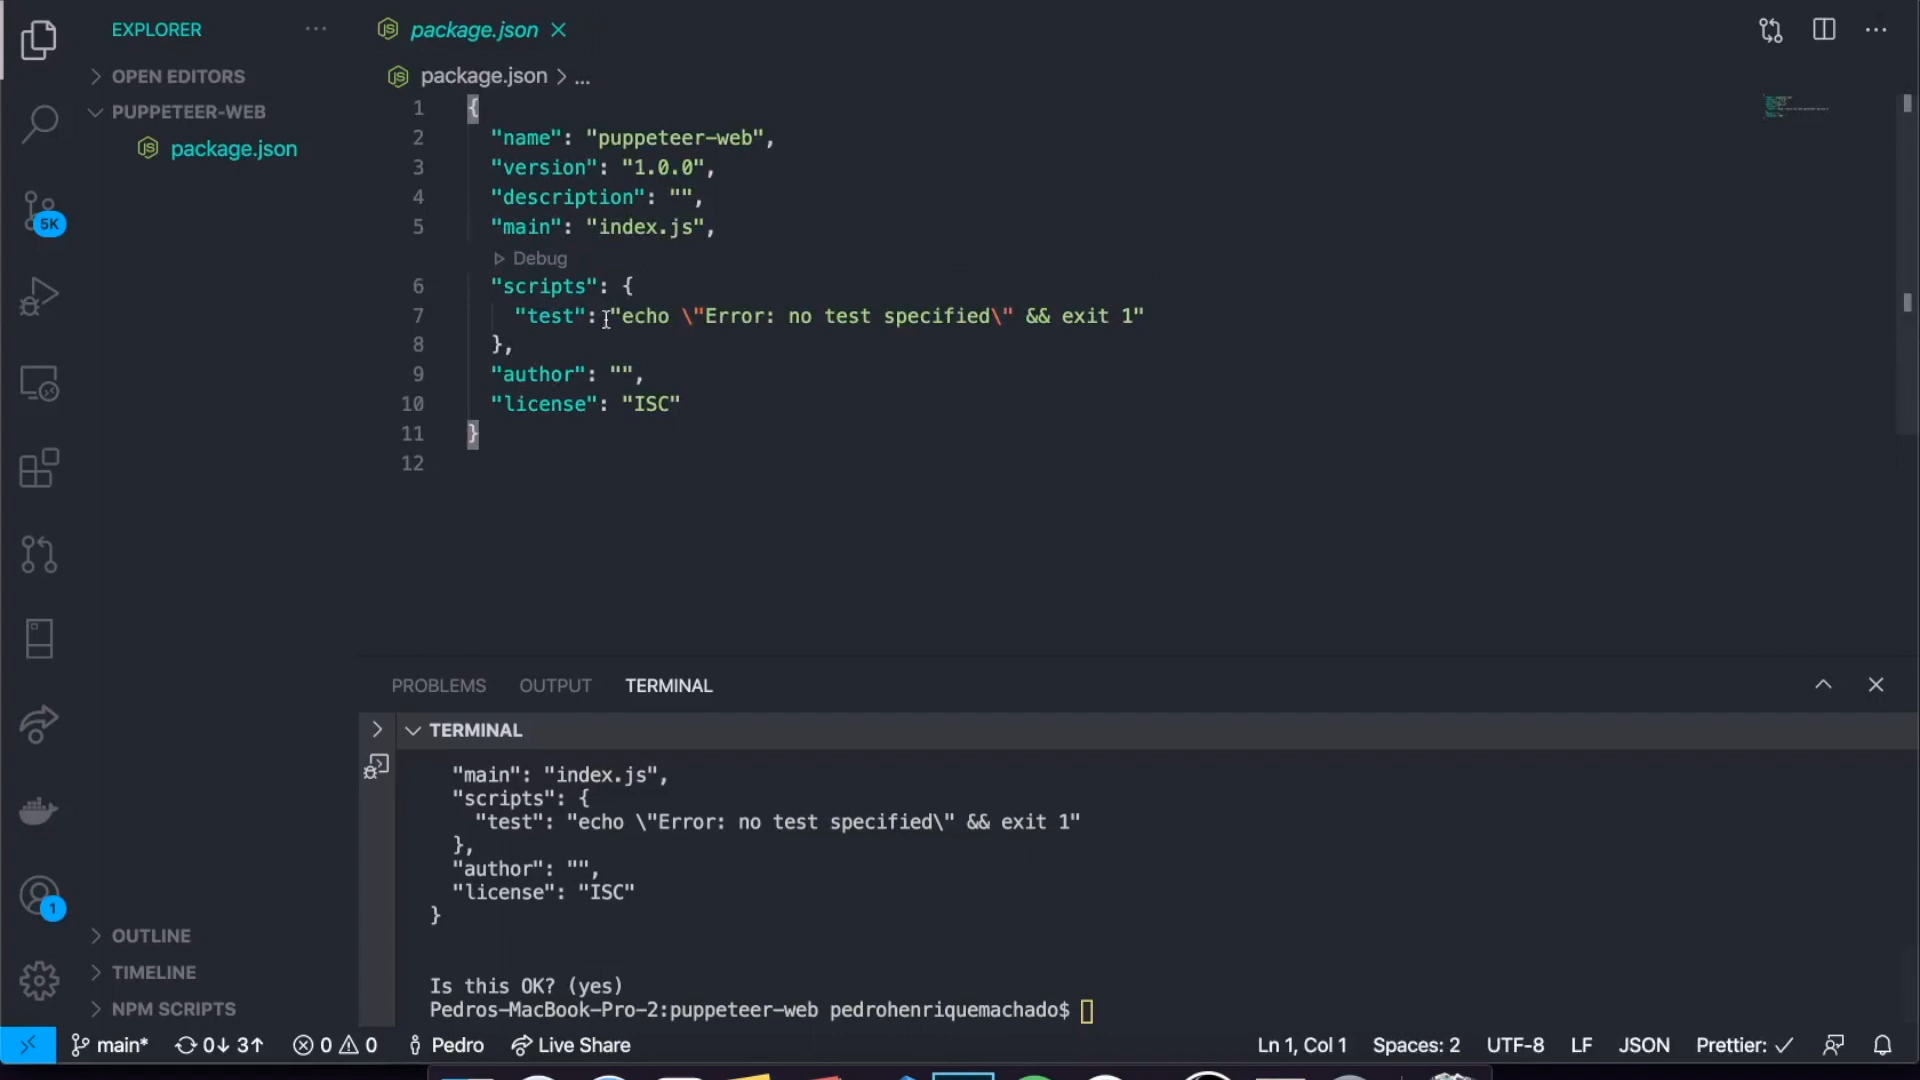 EXPLORER
package.json
OPEN EDITORS
package.json > ...
PUPPETEER-WEB
package.json
5K
1 {
2 "name": "puppeteer-web",
3 "version": "1.0.0",
4 "description": "",
5 "main": "index.js",
Debug
6 "scripts": {
7 "test": "echo \"Error: no test specified\" && exit 1"
8 },
9 "author": "",
10 "license": "ISC"
11 }
12
PROBLEMS OUTPUT TERMINAL
TERMINAL
"main": "index.js",
"scripts": {
"test": "echo \"Error: no test specified\" && exit 1"
},
"author": "",
"license": "ISC"
}
Is this OK? (yes)
Pedros-MacBook-Pro-2:puppeteer-web pedrohenriquemachado$
1
OUTLINE
TIMELINE
NPM SCRIPTS
main* 0↓ 3↑ 0 0 Pedro Live Share Ln 1, Col 1 Spaces: 2 UTF-8 LF JSON Prettier: ✓